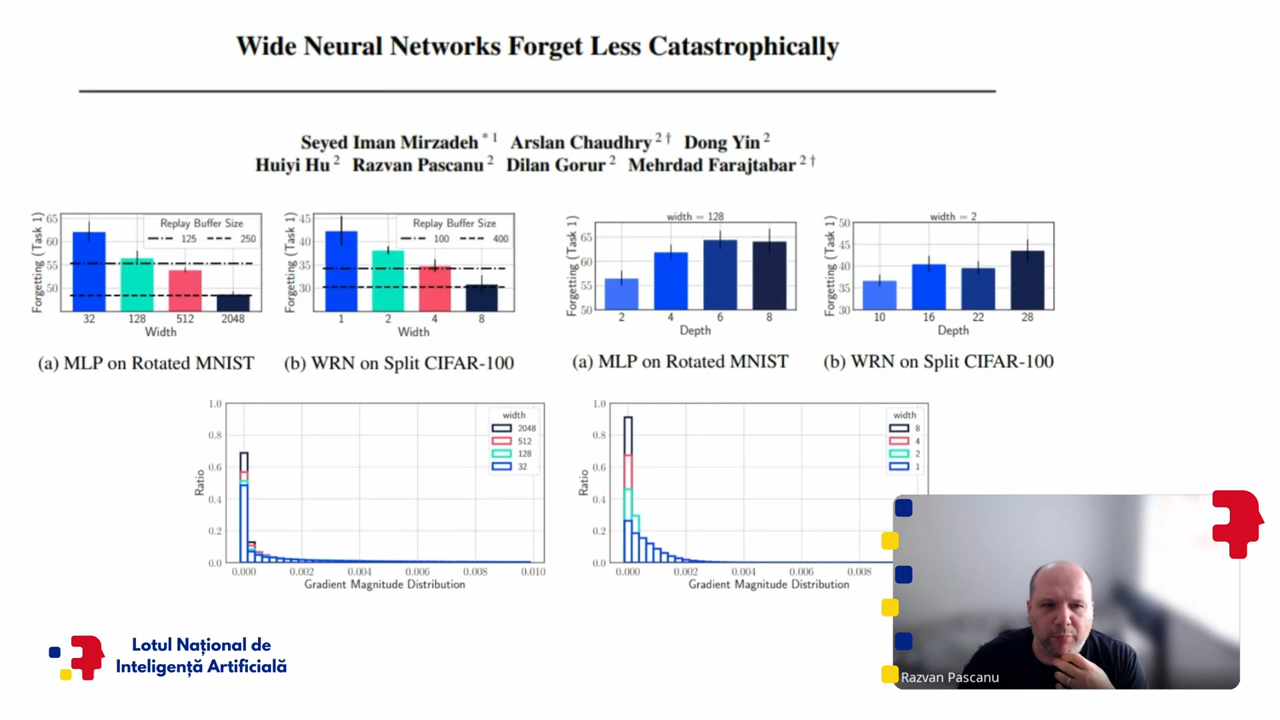 Wide Neural Networks Forget Less Catastrophically
Seyed Iman Mirzadeh * 1 Arslan Chaudhry 2 † Dong Yin 2
Huiyi Hu 2 Razvan Pascanu 2 Dilan Gorur 2 Mehrdad Farajtabar 2 †
Forgetting (Task 1)
65
60
55
50
Replay Buffer Size
125 250
32 128 512 2048
Width
(a) MLP on Rotated MNIST
Forgetting (Task 1)
45
40
35
30
Replay Buffer Size
100 400
1 2 4 8
Width
(b) WRN on Split CIFAR-100
width = 128
Forgetting (Task 1)
65
60
55
50
2 4 6 8
Depth
(a) MLP on Rotated MNIST
width = 2
Forgetting (Task 1)
50
45
40
35
30
10 16 22 28
Depth
(b) WRN on Split CIFAR-100
Ratio
1.0
0.8
0.6
0.4
0.2
0.0
width
2048
512
128
32
0.000 0.002 0.004 0.006 0.008 0.010
Gradient Magnitude Distribution
Ratio
1.0
0.8
0.6
0.4
0.2
0.0
width
8
4
2
1
0.000 0.002 0.004 0.006 0.008
Gradient Magnitude Distribution
Lotul Național de
Inteligență Artificială
Razvan Pascanu